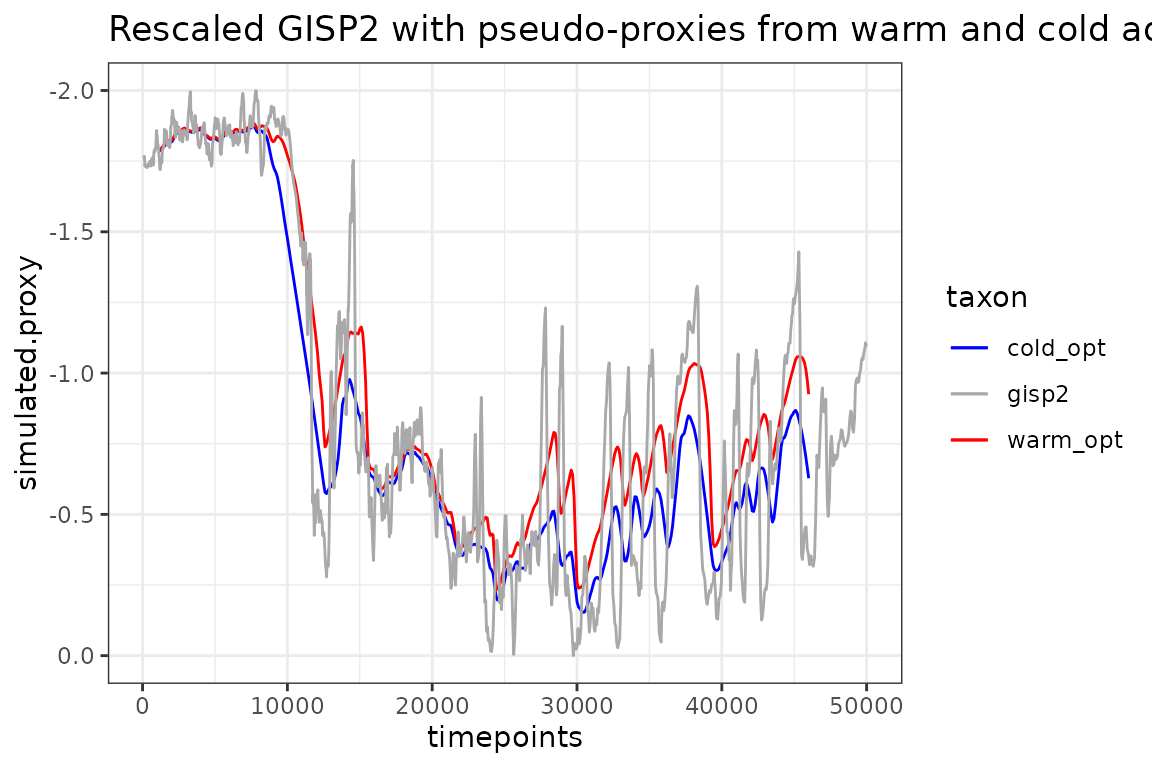 Rescaled GISP2 with pseudo-proxies from warm and cold
simulated.proxy
-2.0
-1.5
-1.0
-0.5
0.0
0
10000
20000
30000
40000
50000
timepoints
taxon
cold_opt
gisp2
warm_opt